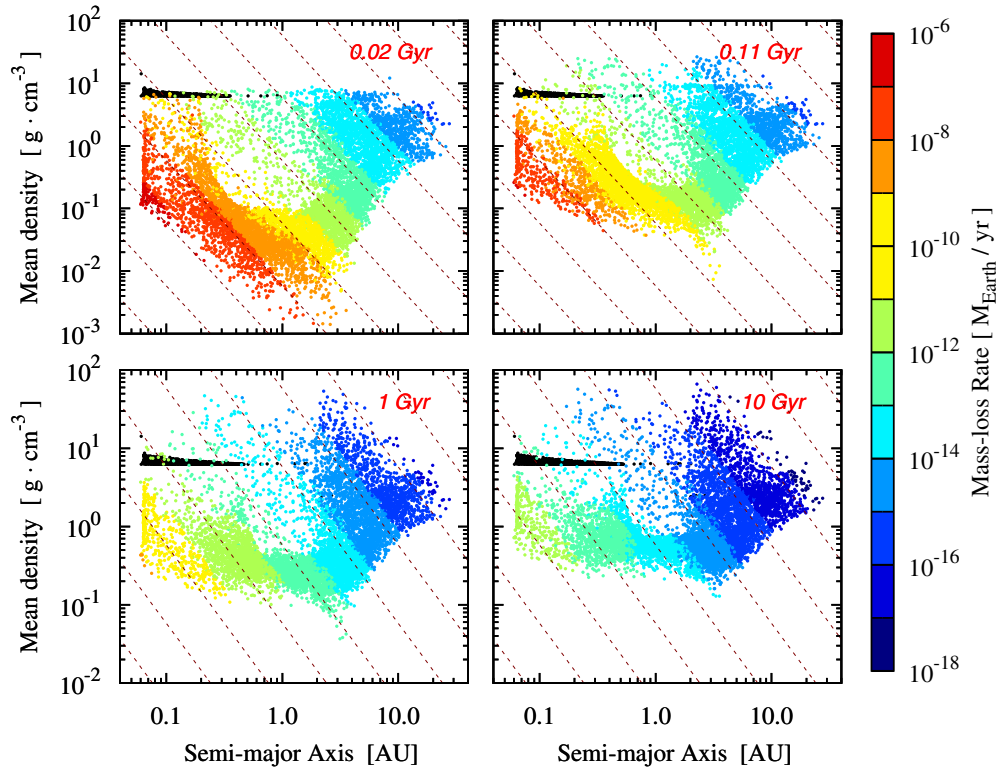 10^2
10^1
10^0
10^-1
10^-2
10^-3
Mean density [ g · cm^-3 ]
0.02 Gyr
0.11 Gyr
10^2
10^1
10^0
10^-1
10^-2
Mean density [ g · cm^-3 ]
1 Gyr
10 Gyr
0.1 1.0 10.0
Semi-major Axis [AU]
0.1 1.0 10.0
Semi-major Axis [AU]
10^-6
10^-8
10^-10
10^-12
10^-14
10^-16
10^-18
Mass-loss Rate [ M_Earth / yr ]